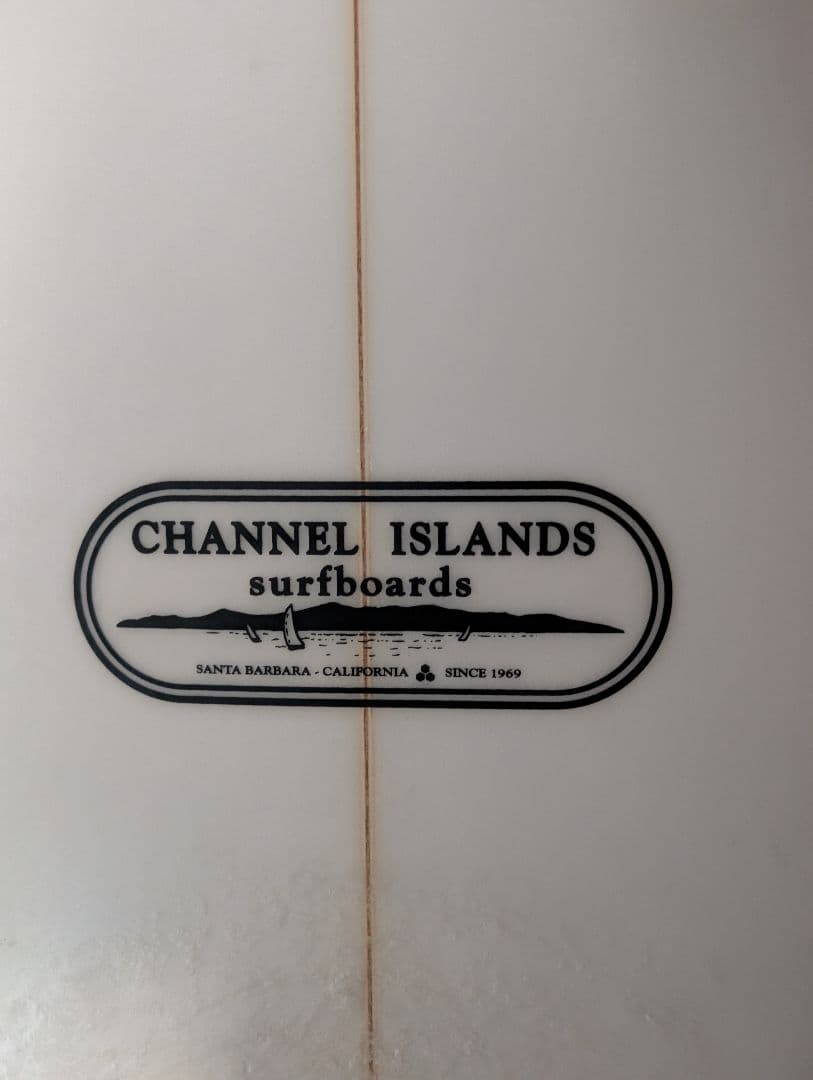 CHANNEL ISLANDS
surfboards
SANTA BARBARA - CALIFORNIA SINCE 1969